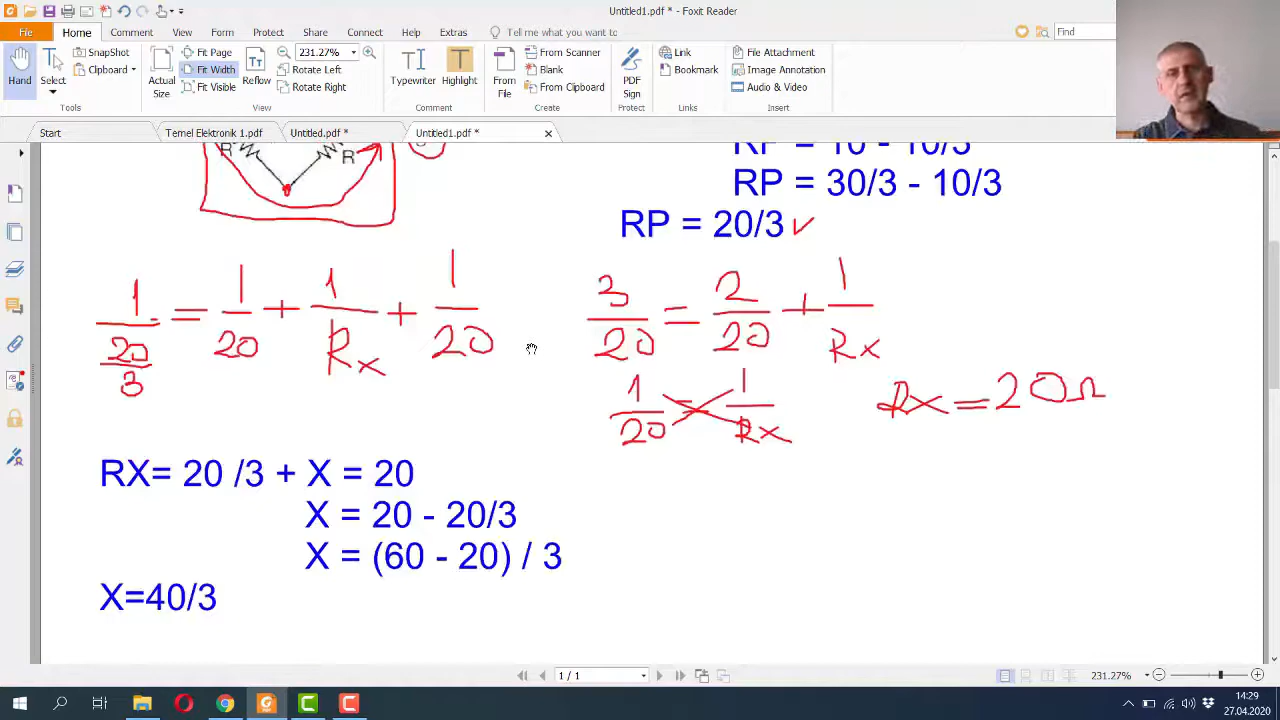 Untitled1.pdf * - Foxit Reader
File Home Comment View Form Protect Share Connect Help Extras Tell me what you want to Find
Hand Select SnapShot Clipboard Actual Size Fit Page Fit Width Fit Visible Reflow 231.27% Rotate Left Rotate Right Typewriter Highlight From File From Scanner Blank From Clipboard PDF Sign Link Bookmark File Attachment Image Annotation Audio & Video
Tools View Comment Create Protect Links Insert
Start Temel Elektronik 1.pdf Untitled.pdf * Untitled1.pdf *
R R
RP = 10 - 10/3
RP = 30/3 - 10/3
RP = 20/3 ✓
1/(20/3) = 1/20 + 1/Rx + 1/20
3/20 = 2/20 + 1/Rx
1/20 = 1/Rx Rx = 20Ω
RX= 20 /3 + X = 20
X = 20 - 20/3
X = (60 - 20) / 3
X=40/3
1 / 1 231.27%
14:29
27.04.2020